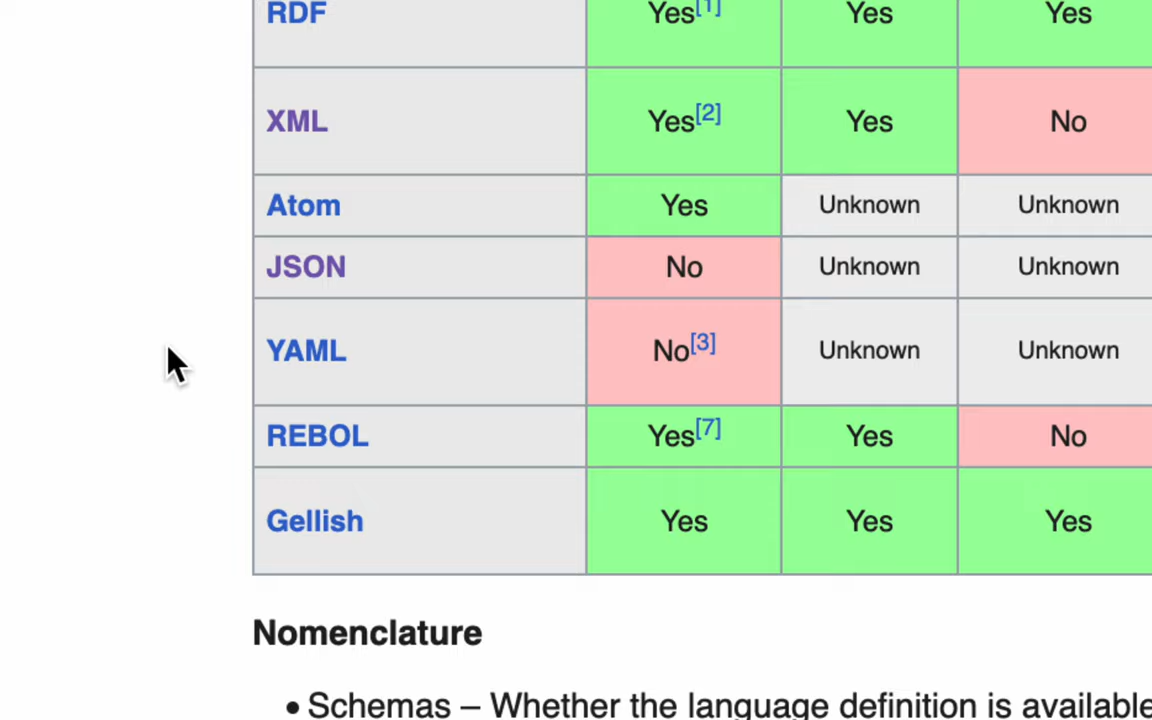 RDF Yes[1] Yes Yes
XML Yes[2] Yes No
Atom Yes Unknown Unknown
JSON No Unknown Unknown
YAML No[3] Unknown Unknown
REBOL Yes[7] Yes No
Gellish Yes Yes Yes
Nomenclature
• Schemas – Whether the language definition is available